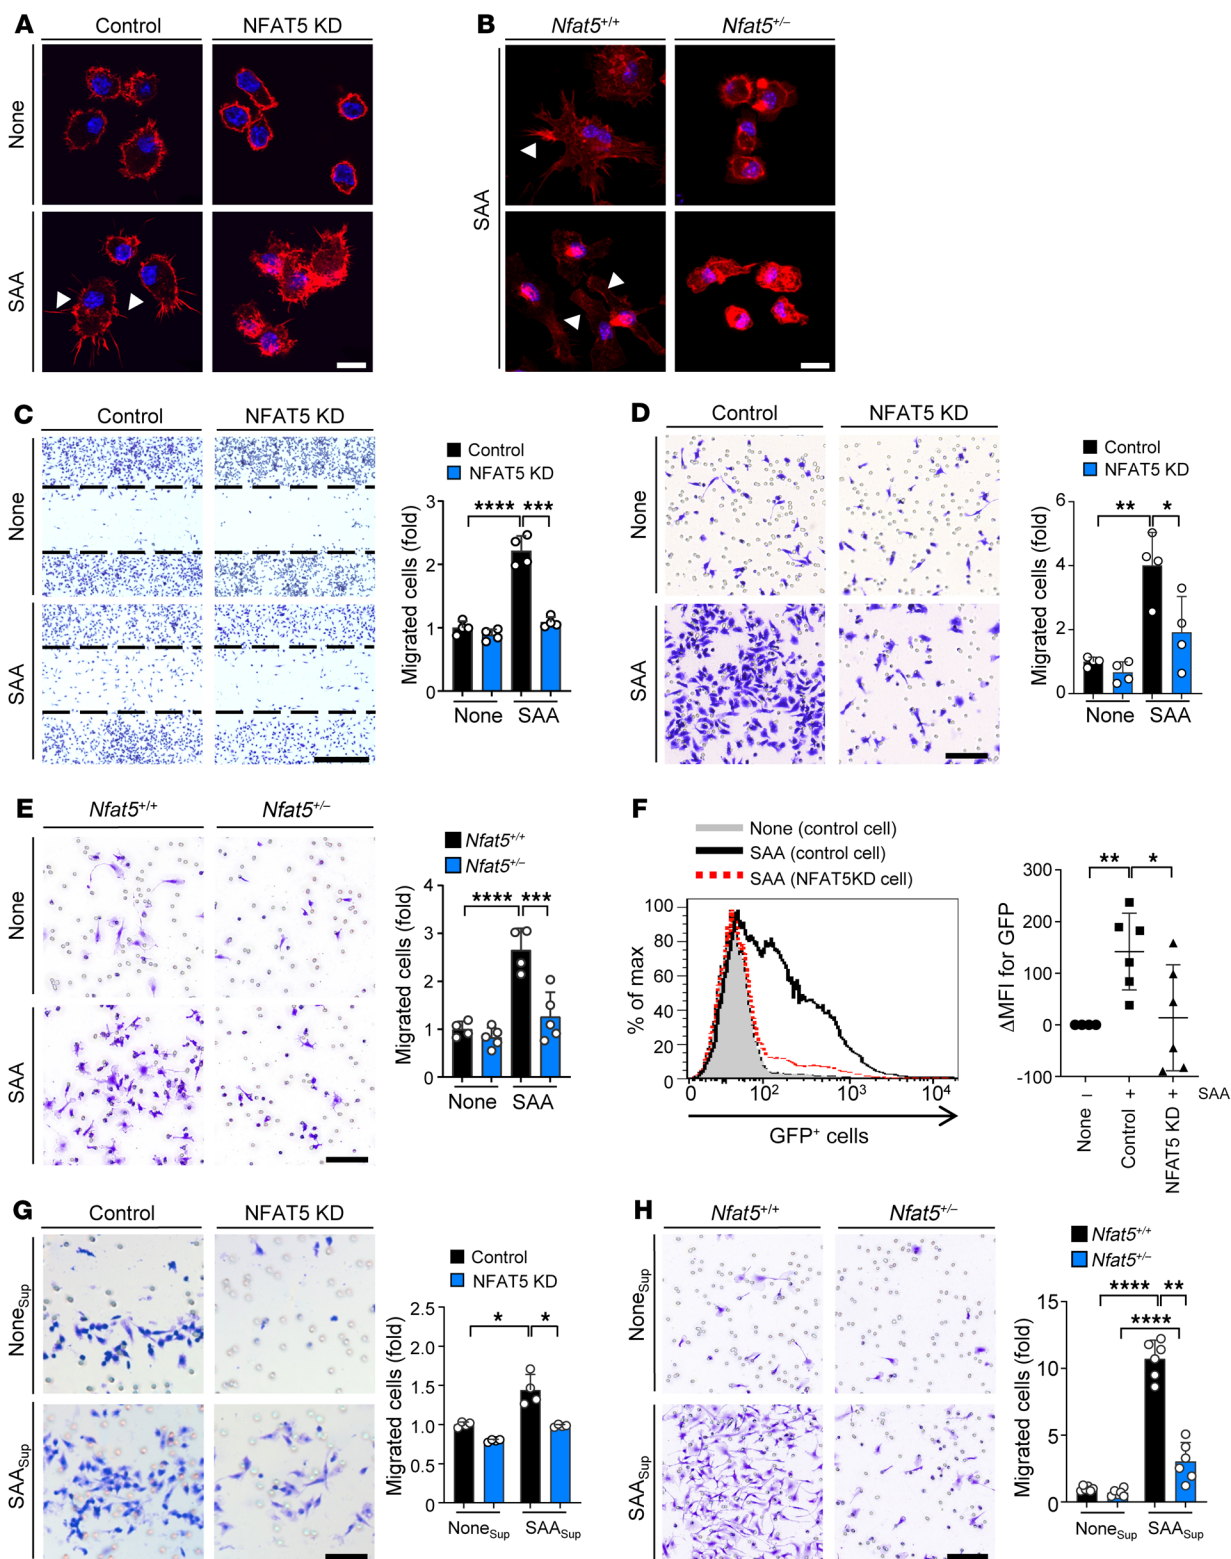 A
Control
NFAT5 KD
None
SAA
B
Nfat5+/+
Nfat5+/–
SAA
C
Control
NFAT5 KD
None
SAA
Control
NFAT5 KD
Migrated cells (fold)
3
2
1
0
**** ***
None SAA
D
Control
NFAT5 KD
None
SAA
Control
NFAT5 KD
Migrated cells (fold)
6
4
2
0
** *
None SAA
E
Nfat5+/+
Nfat5+/–
None
SAA
Nfat5+/+
Nfat5+/–
Migrated cells (fold)
4
3
2
1
0
**** ***
None SAA
F
None (control cell)
SAA (control cell)
SAA (NFAT5KD cell)
% of max
100
80
60
40
20
0
0 10² 10³ 10⁴
GFP+ cells
ΔMFI for GFP
300
200
100
0
-100
** *
– + + SAA
None
Control
NFAT5 KD
G
Control
NFAT5 KD
NoneSup
SAASup
Control
NFAT5 KD
Migrated cells (fold)
2.5
2.0
1.5
1.0
0.5
0
* *
NoneSup SAASup
H
Nfat5+/+
Nfat5+/–
NoneSup
SAASup
Nfat5+/+
Nfat5+/–
Migrated cells (fold)
15
10
5
0
**** **
****
NoneSup SAASup